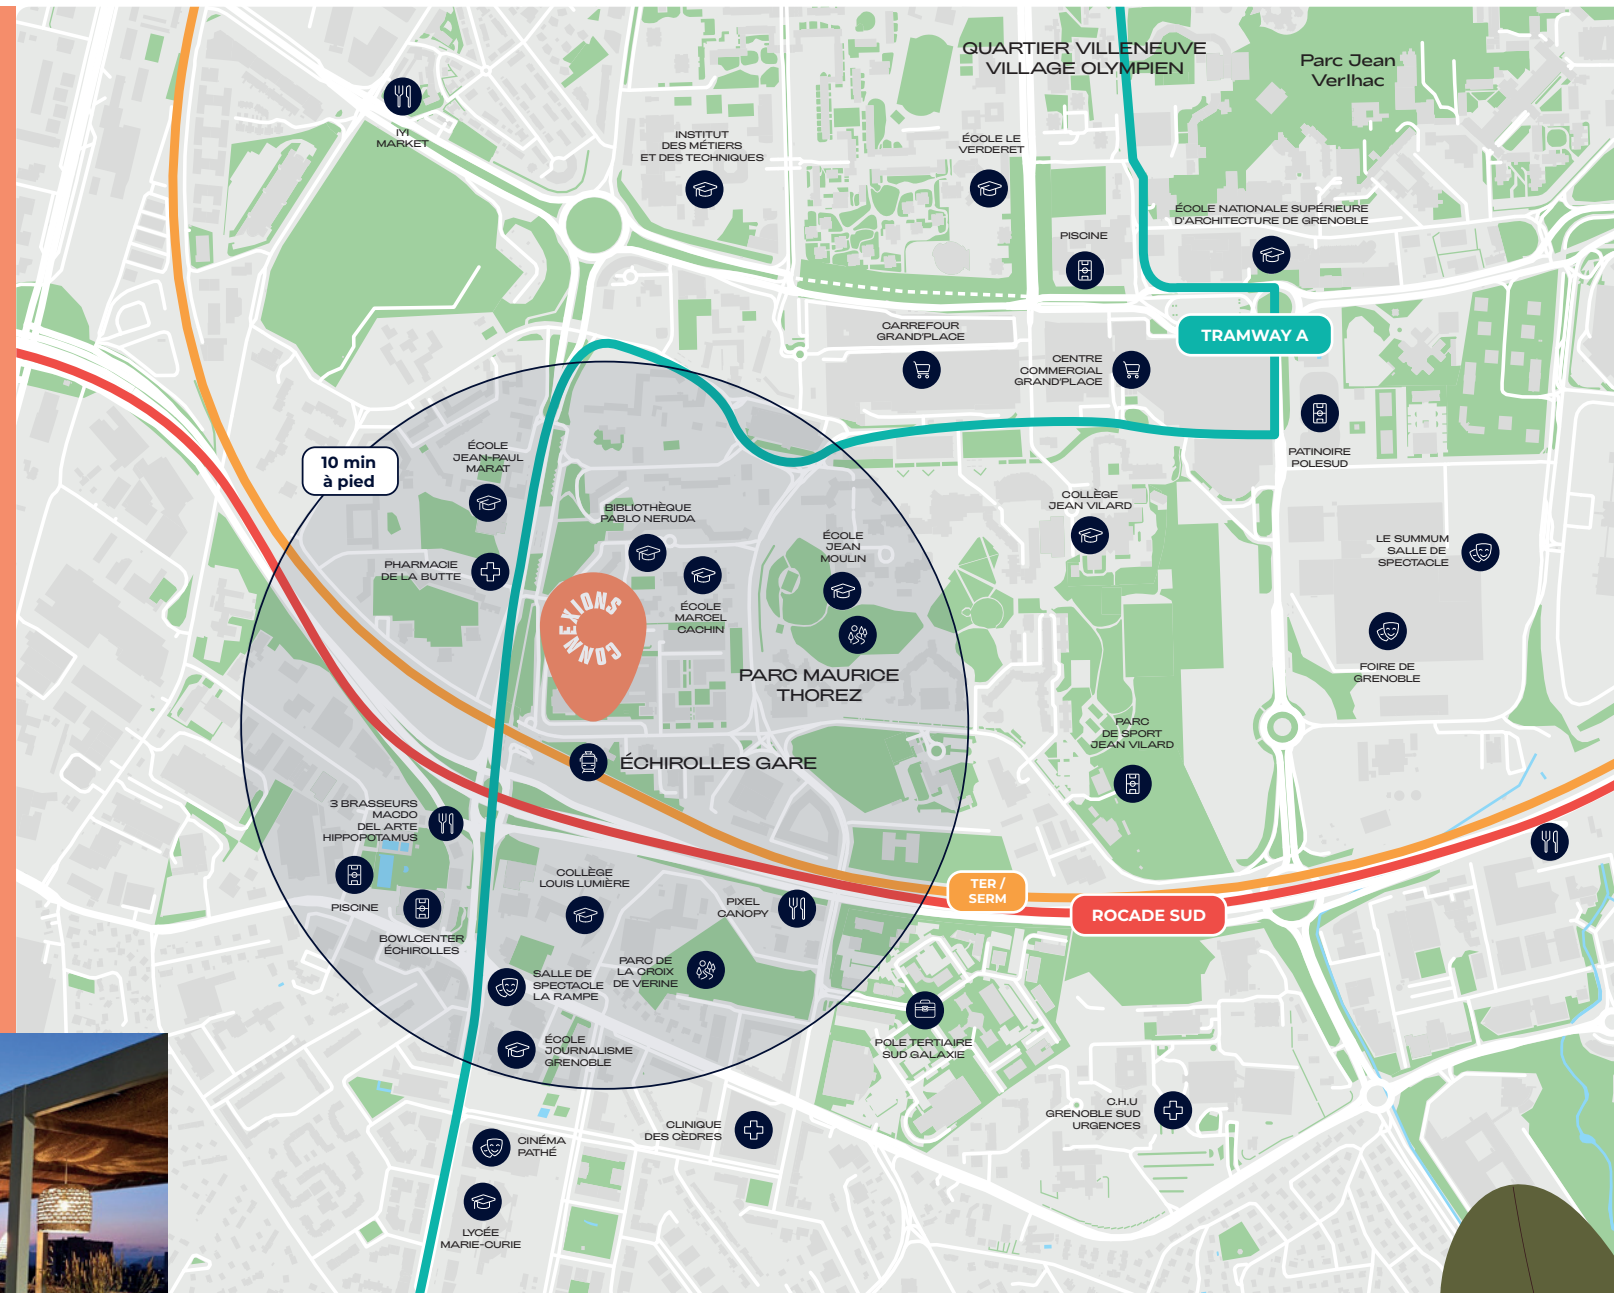 QUARTIER VILLENEUVE
VILLAGE OLYMPIEN
Parc Jean
Verlhac
IYI
MARKET
INSTITUT
DES MÉTIERS
ET DES TECHNIQUES
ÉCOLE LE
VERDERET
ÉCOLE NATIONALE SUPÉRIEURE
D'ARCHITECTURE DE GRENOBLE
PISCINE
CARREFOUR
GRAND'PLACE
TRAMWAY A
CENTRE
COMMERCIAL
GRAND'PLACE
PATINOIRE
POLESUD
10 min
à pied
ÉCOLE
JEAN-PAUL
MARAT
BIBLIOTHÈQUE
PABLO NERUDA
COLLÈGE
JEAN VILARD
ÉCOLE
JEAN
MOULIN
LE SUMMUM
SALLE DE
SPECTACLE
PHARMACIE
DE LA BUTTE
CONNEXIONS
ÉCOLE
MARCEL
CACHIN
PARC MAURICE
THOREZ
FOIRE DE
GRENOBLE
PARC
DE SPORT
JEAN VILARD
ÉCHIROLLES GARE
3 BRASSEURS
MACDO
DEL ARTE
HIPPOPOTAMUS
PISCINE
BOWLCENTER
ÉCHIROLLES
COLLÈGE
LOUIS LUMIÈRE
PIXEL
CANOPY
TER /
SERM
ROCADE SUD
SALLE DE
SPECTACLE
LA RAMPE
PARC DE
LA CROIX
DE VERINE
ÉCOLE
JOURNALISME
GRENOBLE
POLE TERTIAIRE
SUD GALAXIE
C.H.U
GRENOBLE SUD
URGENCES
CLINIQUE
DES CÈDRES
CINÉMA
PATHÉ
LYCÉE
MARIE-CURIE